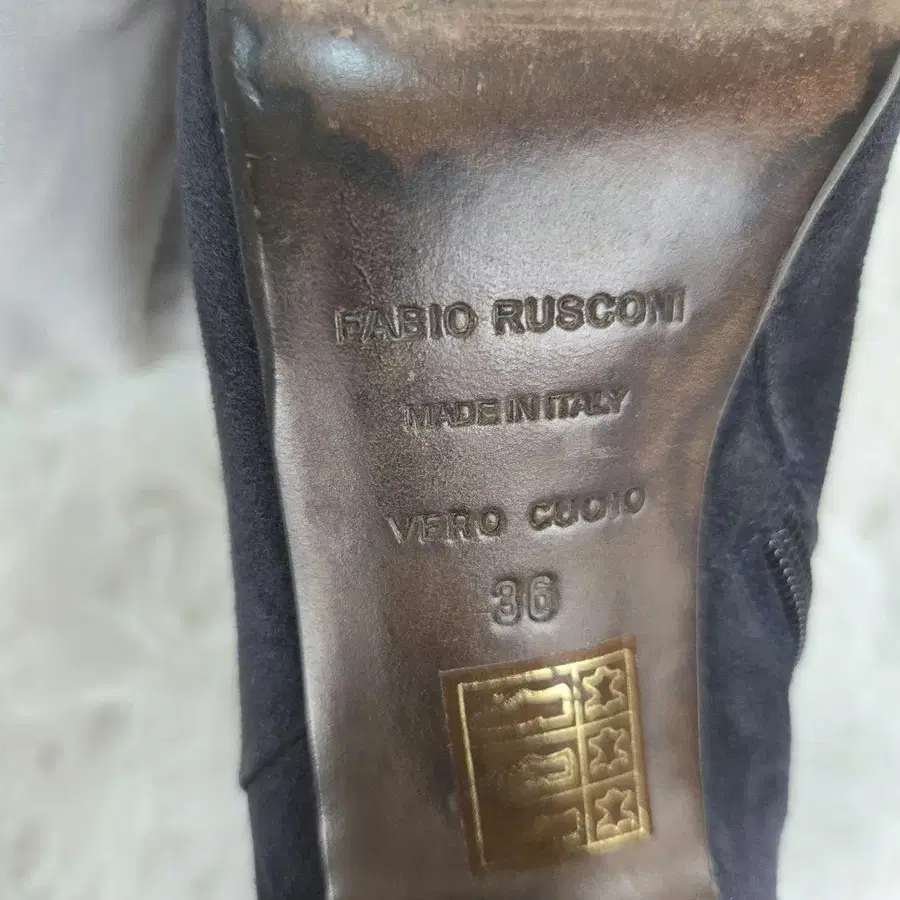 FABIO RUSCONI
MADE IN ITALY
VERO CUOIO
36